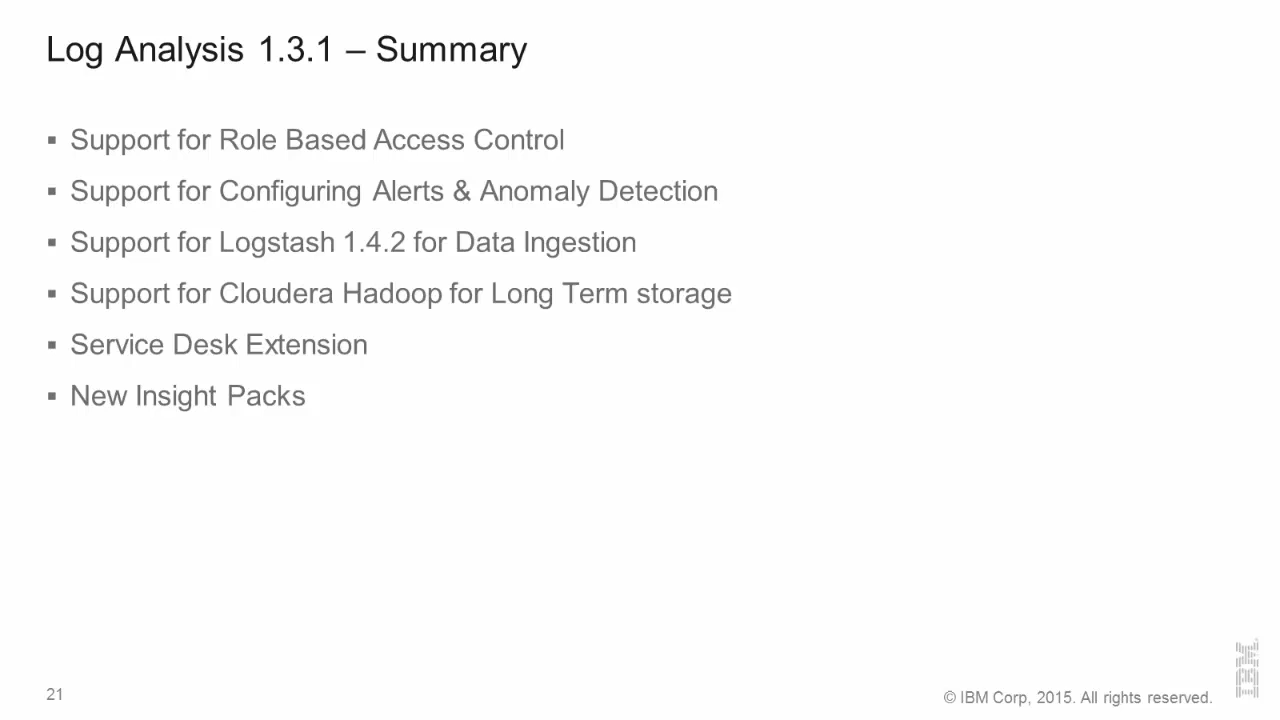 Log Analysis 1.3.1 – Summary
▪ Support for Role Based Access Control
▪ Support for Configuring Alerts & Anomaly Detection
▪ Support for Logstash 1.4.2 for Data Ingestion
▪ Support for Cloudera Hadoop for Long Term storage
▪ Service Desk Extension
▪ New Insight Packs
21
© IBM Corp, 2015. All rights reserved.
IBM